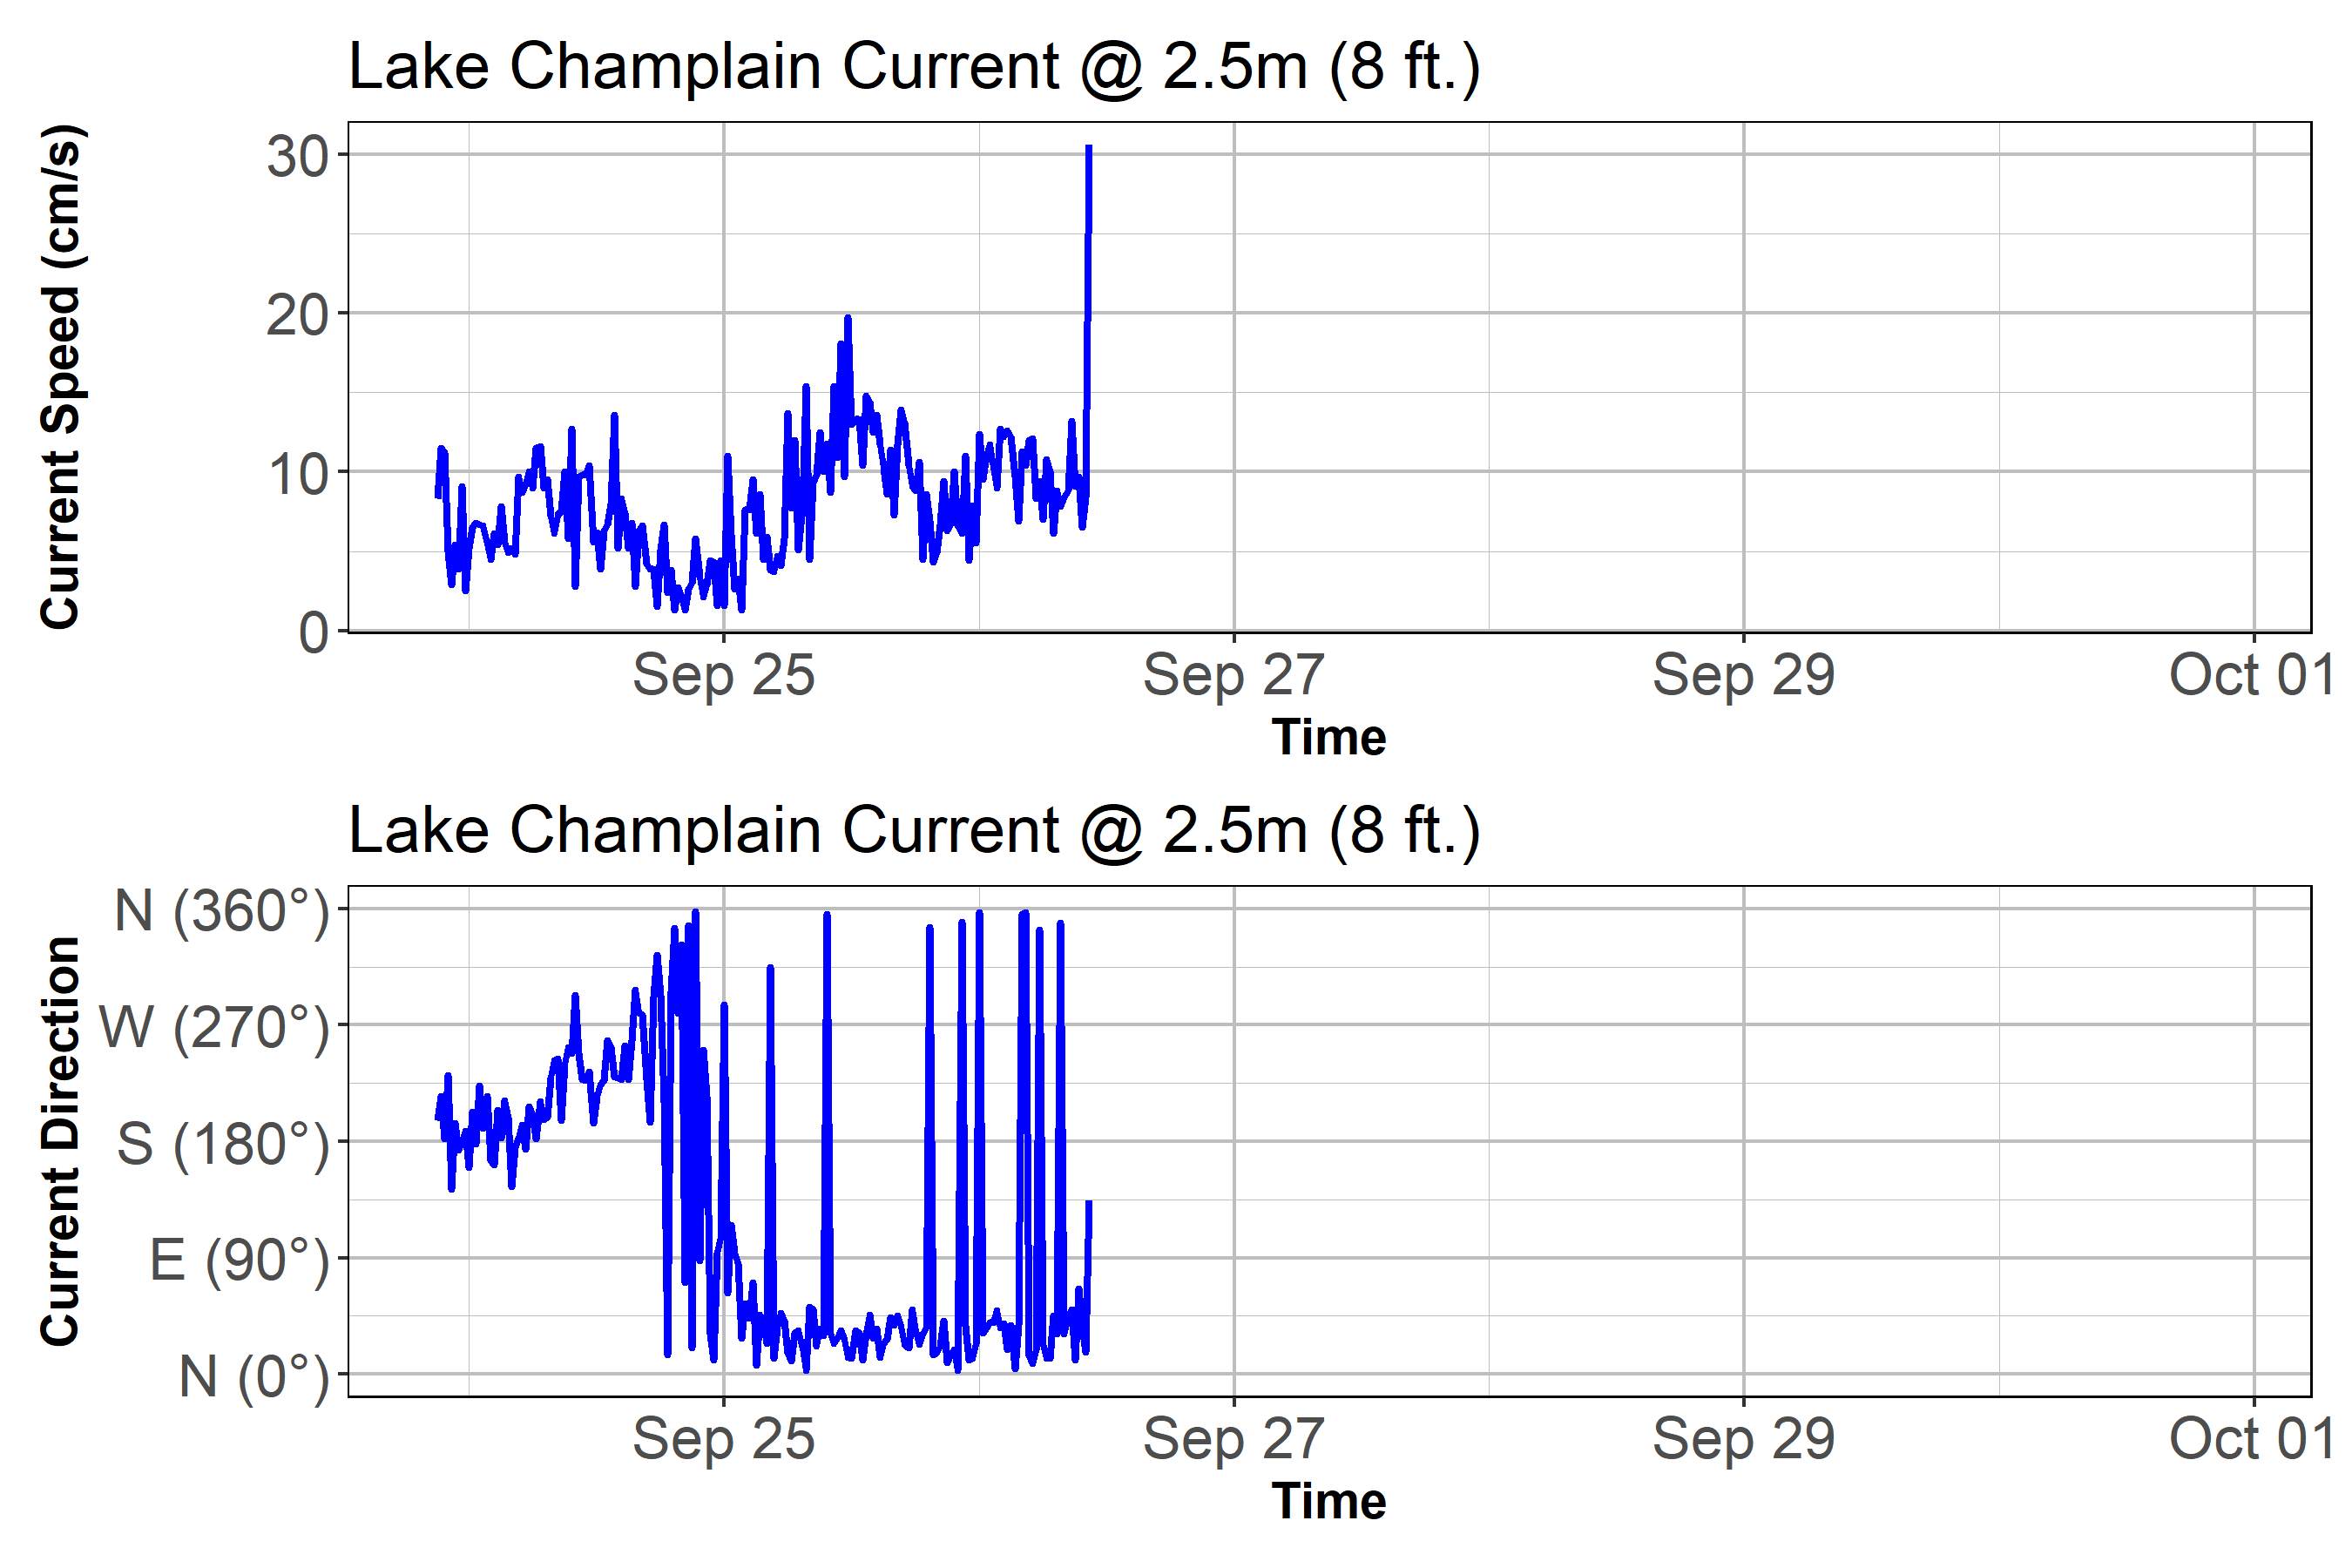 Lake Champlain Current @ 2.5m (8 ft.)
Current Speed (cm/s)
30
20
10
0
Sep 25 Sep 27 Sep 29 Oct 01
Time
Lake Champlain Current @ 2.5m (8 ft.)
Current Direction
N (360°)
W (270°)
S (180°)
E (90°)
N (0°)
Sep 25 Sep 27 Sep 29 Oct 01
Time